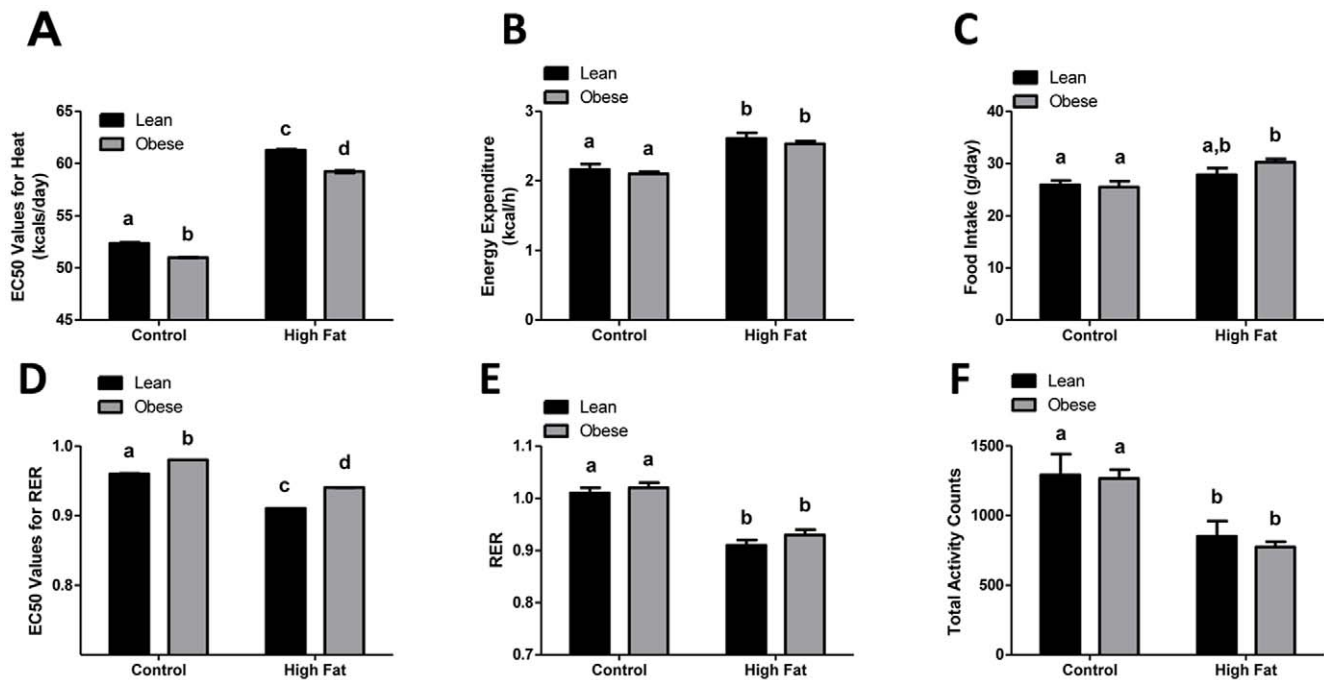 A
Lean
Obese
EC50 Values for Heat
(kcals/day)
65
60
55
50
45
a
b
c
d
Control
High Fat
B
Lean
Obese
Energy Expenditure
(kcal/h)
3
2
1
0
a
a
b
b
Control
High Fat
C
Lean
Obese
Food Intake (g/day)
40
30
20
10
0
a
a
a,b
b
Control
High Fat
D
Lean
Obese
EC50 Values for RER
1.0
0.9
0.8
a
b
c
d
Control
High Fat
E
Lean
Obese
RER
1.1
1.0
0.9
0.8
0.7
a
a
b
b
Control
High Fat
F
Lean
Obese
Total Activity Counts
1500
1000
500
0
a
a
b
b
Control
High Fat